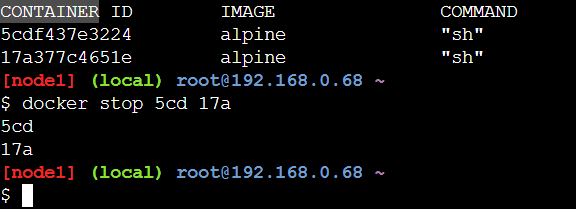 CONTAINER ID IMAGE COMMAND
5cdf437e3224 alpine "sh"
17a377c4651e alpine "sh"
[node1] (local) root@192.168.0.68 ~
$ docker stop 5cd 17a
5cd
17a
[node1] (local) root@192.168.0.68 ~
$